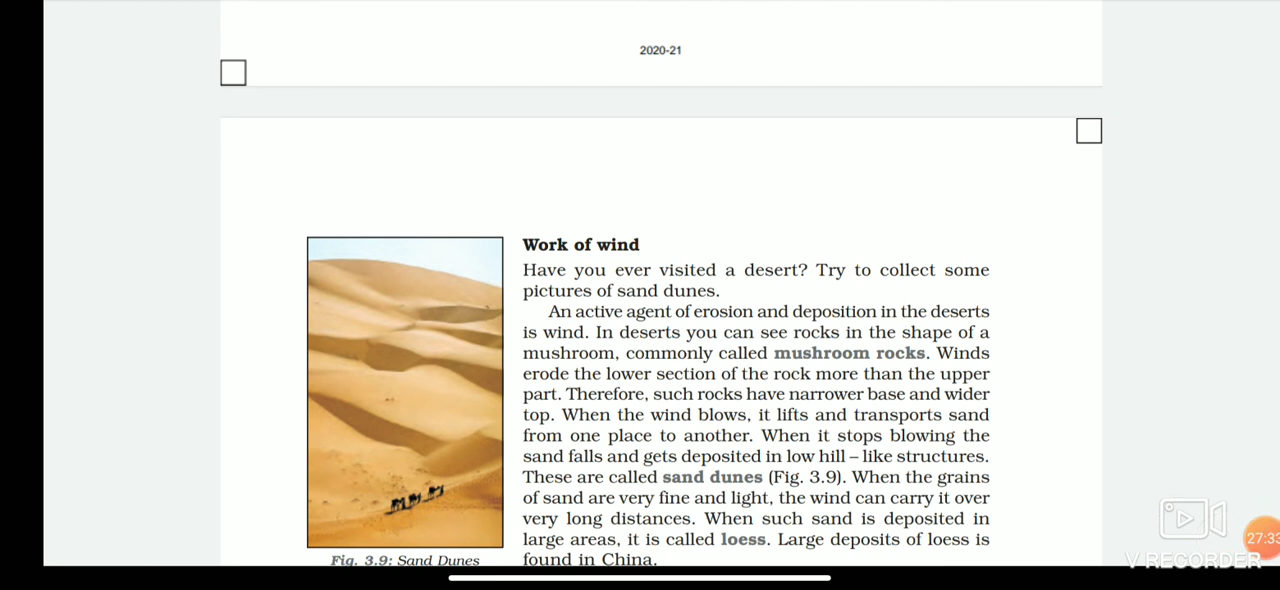 2020-21
Work of wind
Have you ever visited a desert? Try to collect some
pictures of sand dunes.
An active agent of erosion and deposition in the deserts
is wind. In deserts you can see rocks in the shape of a
mushroom, commonly called mushroom rocks. Winds
erode the lower section of the rock more than the upper
part. Therefore, such rocks have narrower base and wider
top. When the wind blows, it lifts and transports sand
from one place to another. When it stops blowing the
sand falls and gets deposited in low hill – like structures.
These are called sand dunes (Fig. 3.9). When the grains
of sand are very fine and light, the wind can carry it over
very long distances. When such sand is deposited in
large areas, it is called loess. Large deposits of loess is
found in China.
Fig. 3.9: Sand Dunes
27:33
V RECORDER